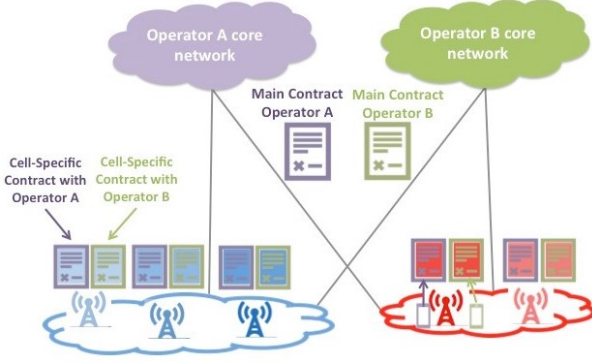 Operator A core
network
Operator B core
network
Main Contract
Operator A
Main Contract
Operator B
Cell-Specific
Contract with
Operator A
Cell-Specific
Contract with
Operator B